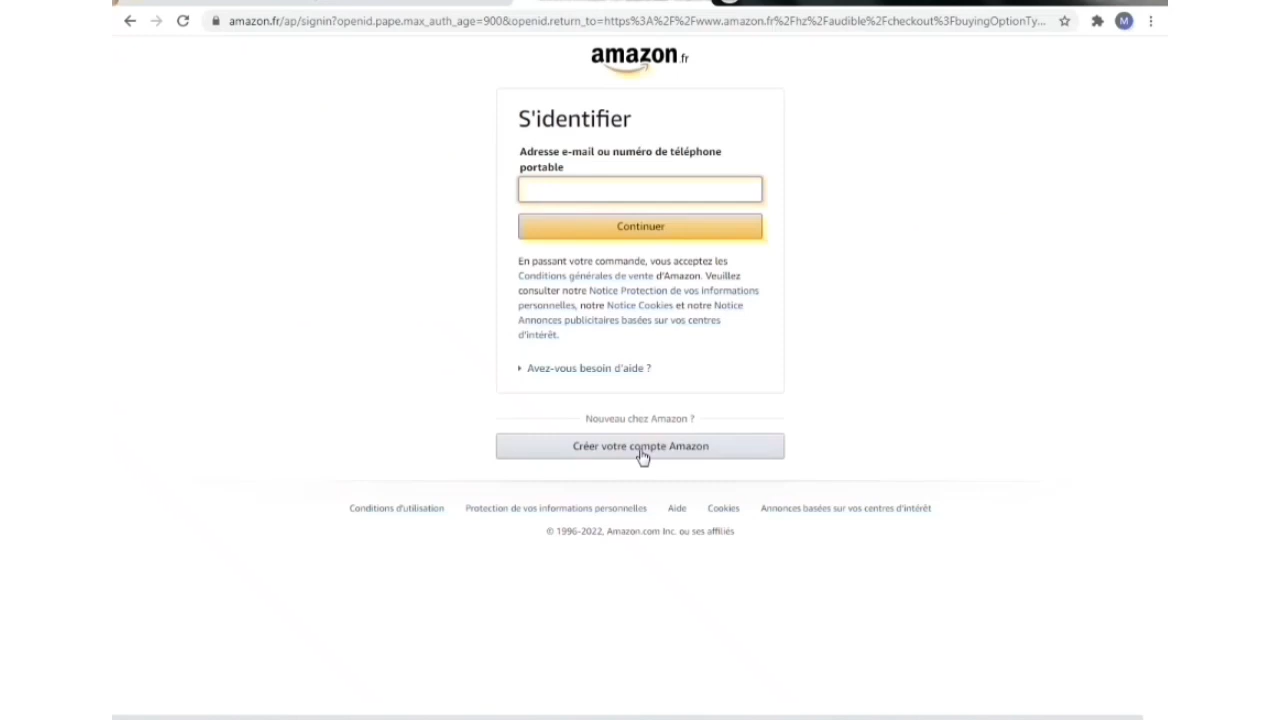 amazon.fr/ap/signin?openid.pape.max_auth_age=900&openid.return_to=https%3A%2F%2Fwww.amazon.fr%2Fhz%2Faudible%2Fcheckout%3FbuyingOptionTy...
M
amazon.fr
S'identifier
Adresse e-mail ou numéro de téléphone
portable
Continuer
En passant votre commande, vous acceptez les
Conditions générales de vente d'Amazon. Veuillez
consulter notre Notice Protection de vos informations
personnelles, notre Notice Cookies et notre Notice
Annonces publicitaires basées sur vos centres
d'intérêt.
Avez-vous besoin d'aide ?
Nouveau chez Amazon ?
Créer votre compte Amazon
Conditions d'utilisation Protection de vos informations personnelles Aide Cookies Annonces basées sur vos centres d'intérêt
© 1996-2022, Amazon.com Inc. ou ses affiliés